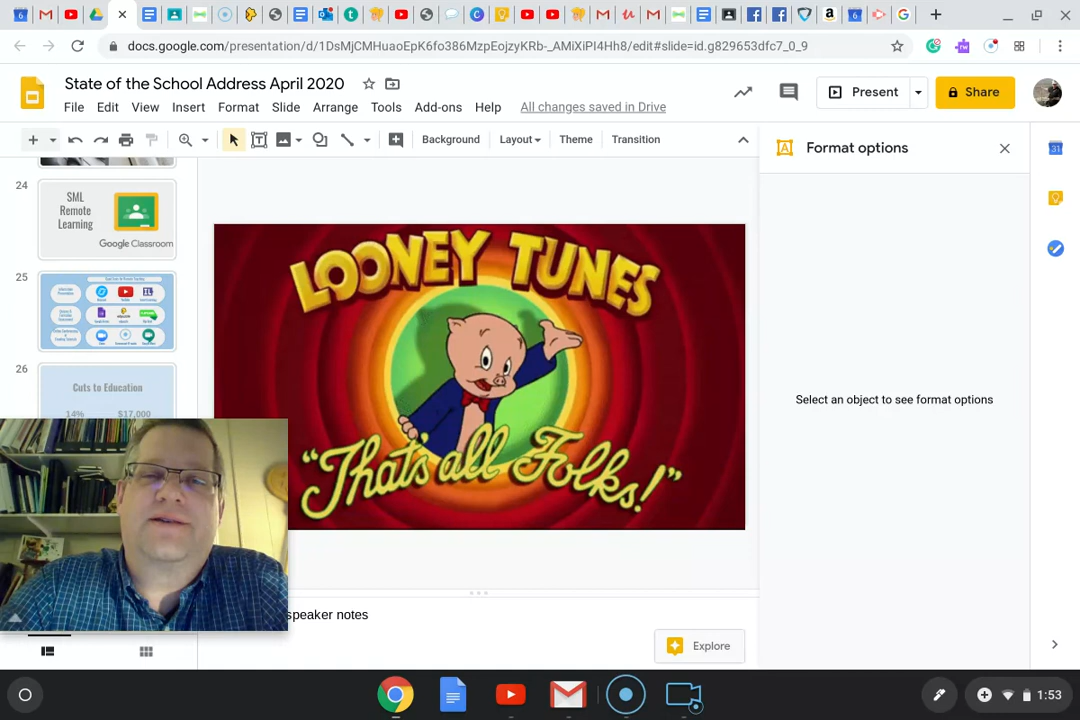 docs.google.com/presentation/d/1DsMjCMHuaoEpK6fo386MzpEojzyKRb-_AMiXiPI4Hh8/edit#slide=id.g829653dfc7_0_9
State of the School Address April 2020
File Edit View Insert Format Slide Arrange Tools Add-ons Help All changes saved in Drive
Present
Share
Background Layout Theme Transition
Format options
24
SML
Remote
Learning
Google Classroom
25
26
Cuts to Education
14% $17,000
LOONEY TUNES
"That's all Folks!"
Select an object to see format options
speaker notes
Explore
1:53